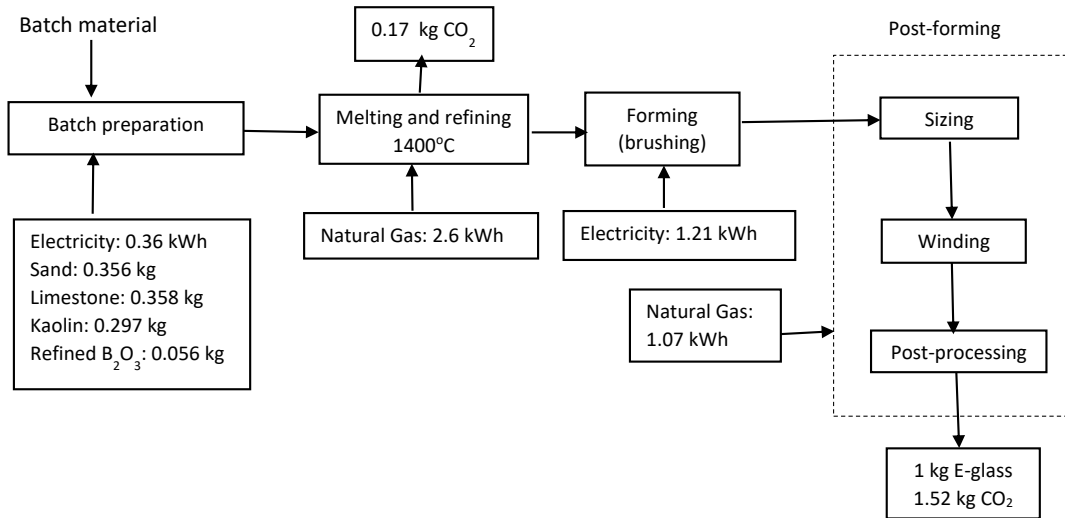 Batch material
0.17 kg CO₂
Post-forming
Batch preparation
Melting and refining
1400°C
Forming
(brushing)
Sizing
Electricity: 0.36 kWh
Sand: 0.356 kg
Limestone: 0.358 kg
Kaolin: 0.297 kg
Refined B₂O₃: 0.056 kg
Natural Gas: 2.6 kWh
Electricity: 1.21 kWh
Winding
Natural Gas:
1.07 kWh
Post-processing
1 kg E-glass
1.52 kg CO₂